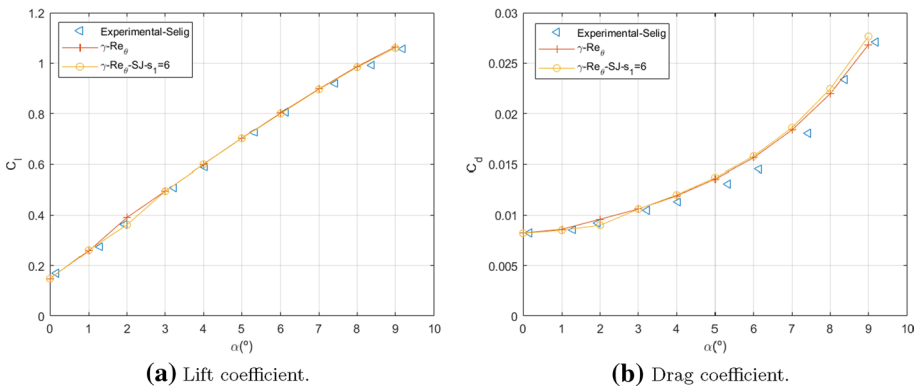 1.2
1
0.8
0.6
0.4
0.2
0
C_l
Experimental-Selig
γ-Re_θ
γ-Re_θ-SJ-s_1=6
0 1 2 3 4 5 6 7 8 9 10
α(º)
(a) Lift coefficient.
0.03
0.025
0.02
0.015
0.01
0.005
0
C_d
Experimental-Selig
γ-Re_θ
γ-Re_θ-SJ-s_1=6
0 1 2 3 4 5 6 7 8 9 10
α(º)
(b) Drag coefficient.